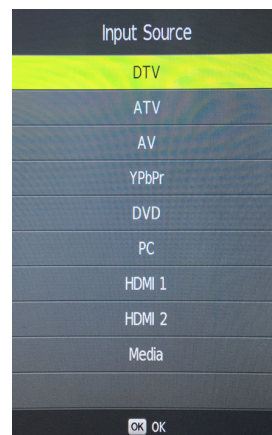 Input Source
DTV
ATV
AV
YPbPr
DVD
PC
HDMI 1
HDMI 2
Media
OK OK